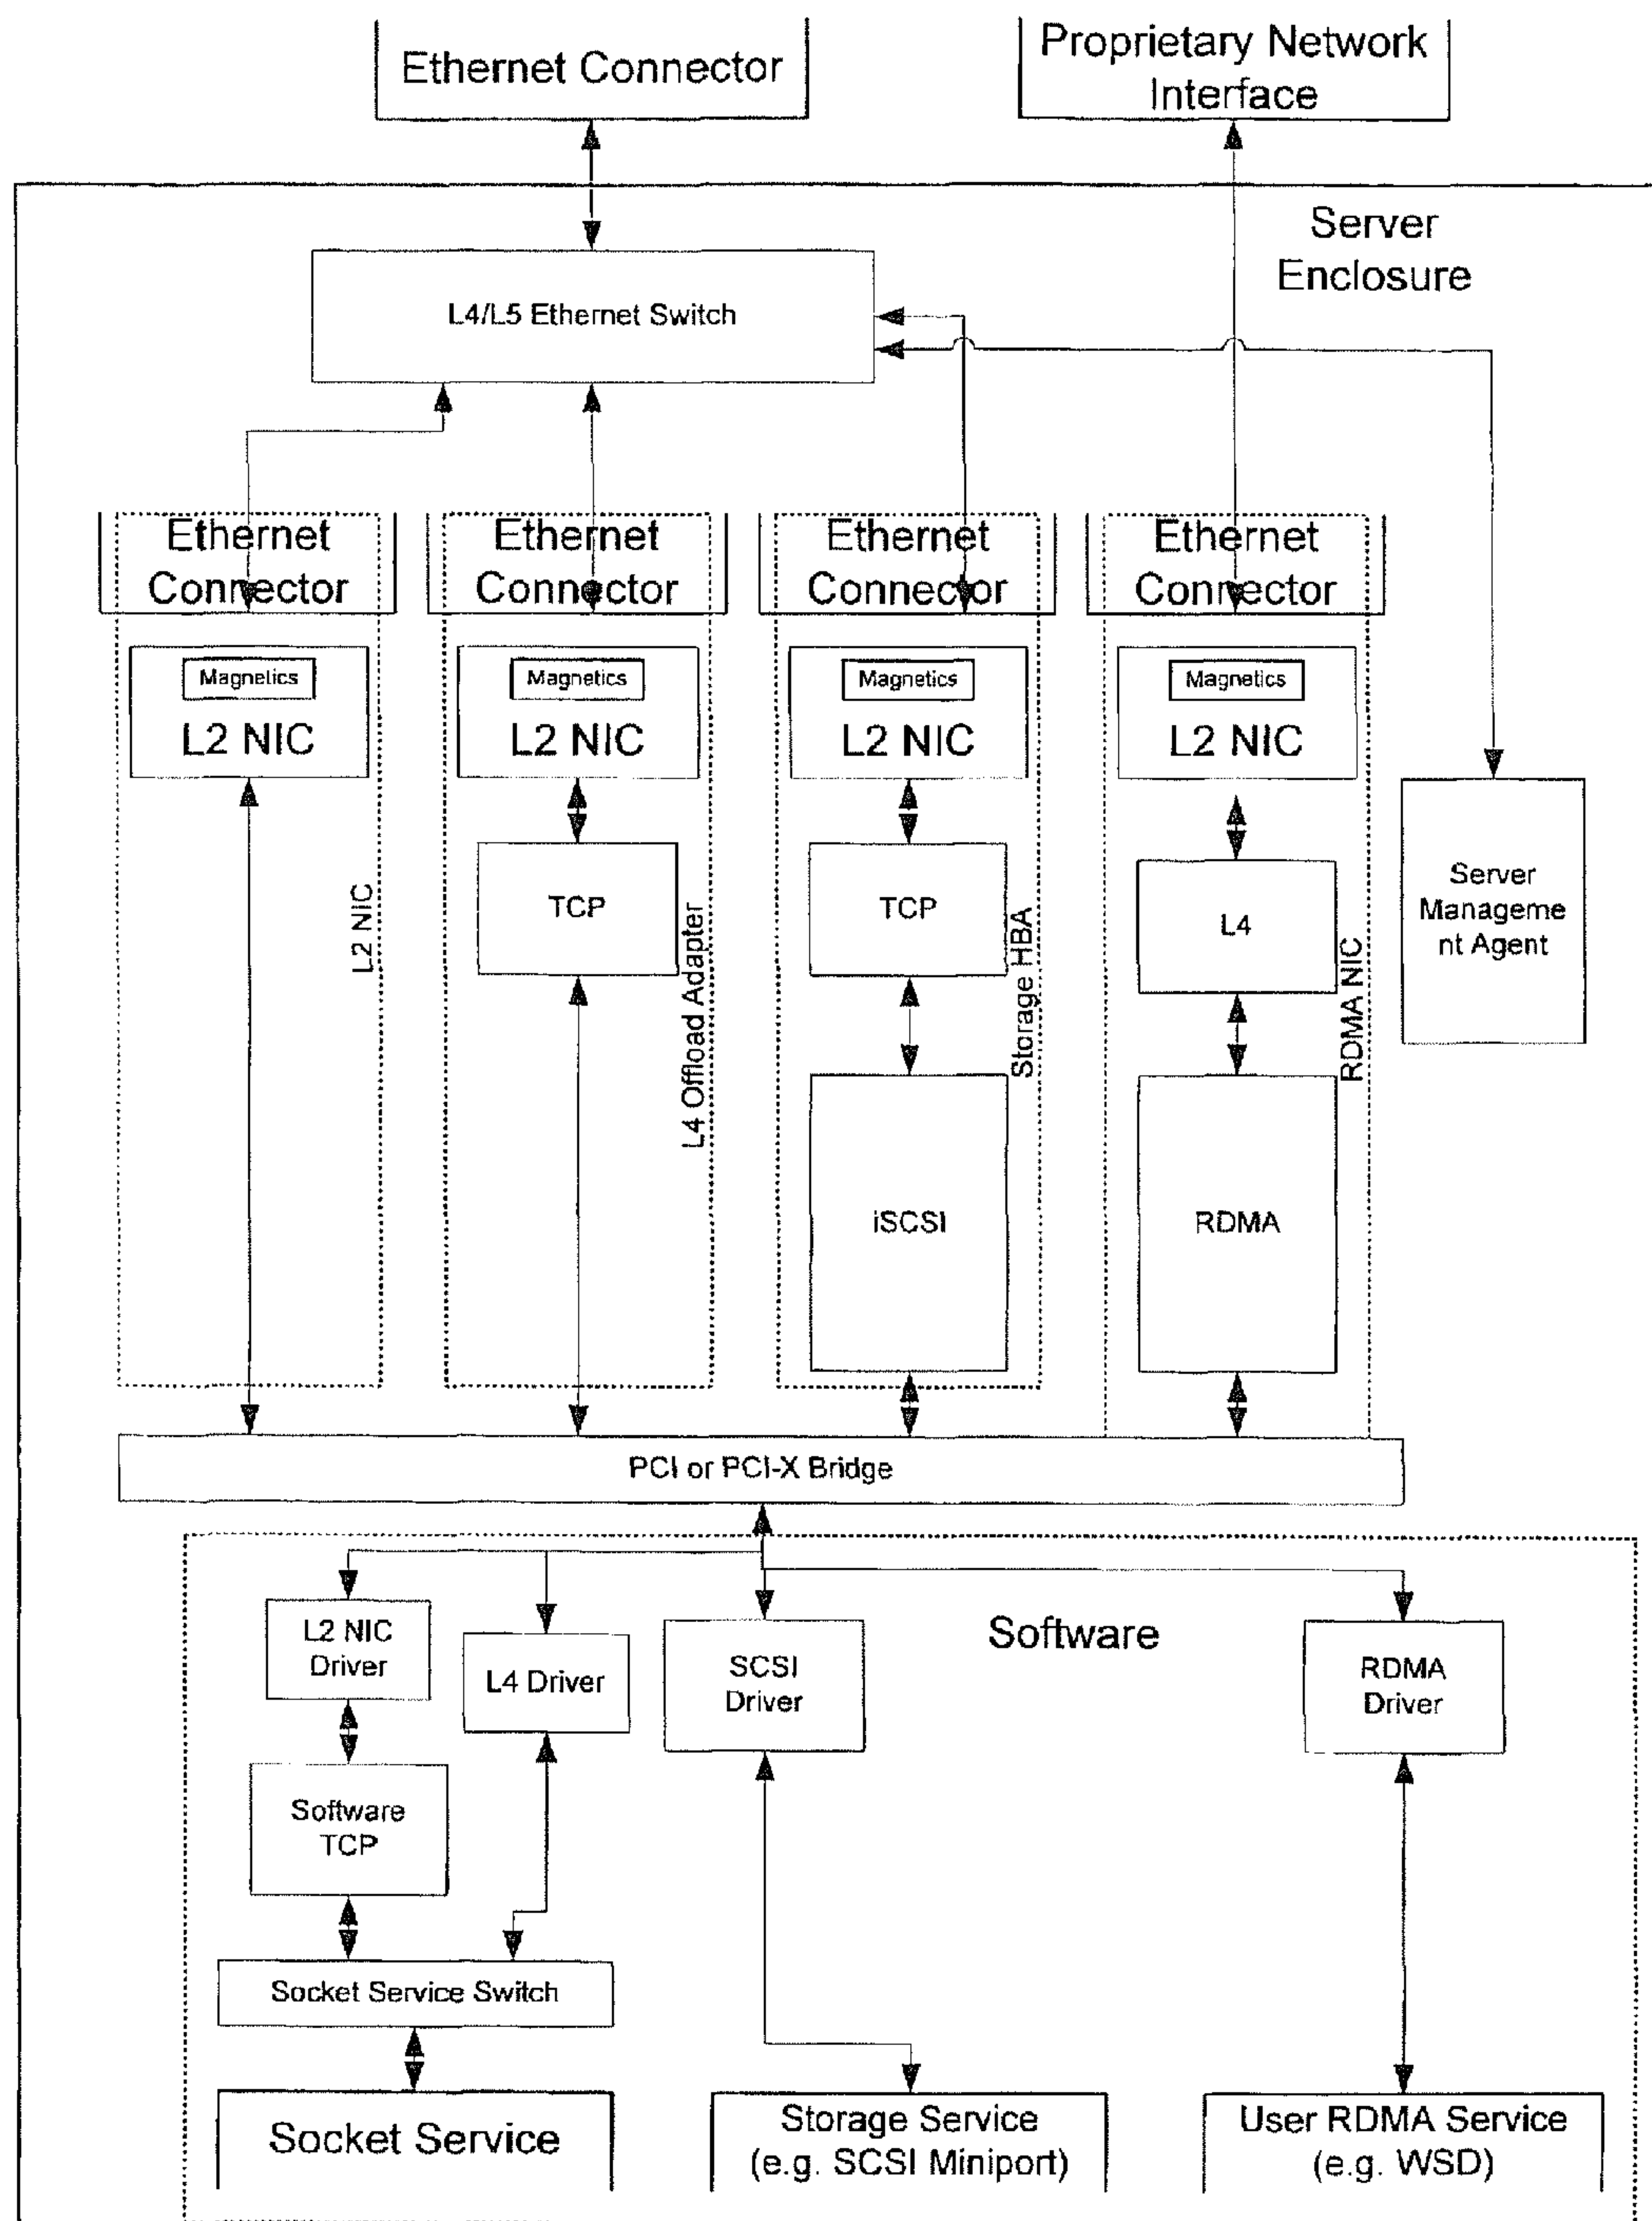 Ethernet Connector
Proprietary Network
Interface
Server
Enclosure
L4/L5 Ethernet Switch
Ethernet
Connector
Ethernet
Connector
Ethernet
Connector
Ethernet
Connector
Magnetics
L2 NIC
Magnetics
L2 NIC
Magnetics
L2 NIC
Magnetics
L2 NIC
TCP
TCP
L4
Server
Manageme
nt Agent
L2 NIC
L4 Offload Adapter
Storage HBA
RDMA NIC
iSCSI
RDMA
PCI or PCI-X Bridge
Software
L2 NIC
Driver
L4 Driver
SCSI
Driver
RDMA
Driver
Software
TCP
Socket Service Switch
Socket Service
Storage Service
(e.g. SCSI Miniport)
User RDMA Service
(e.g. WSD)